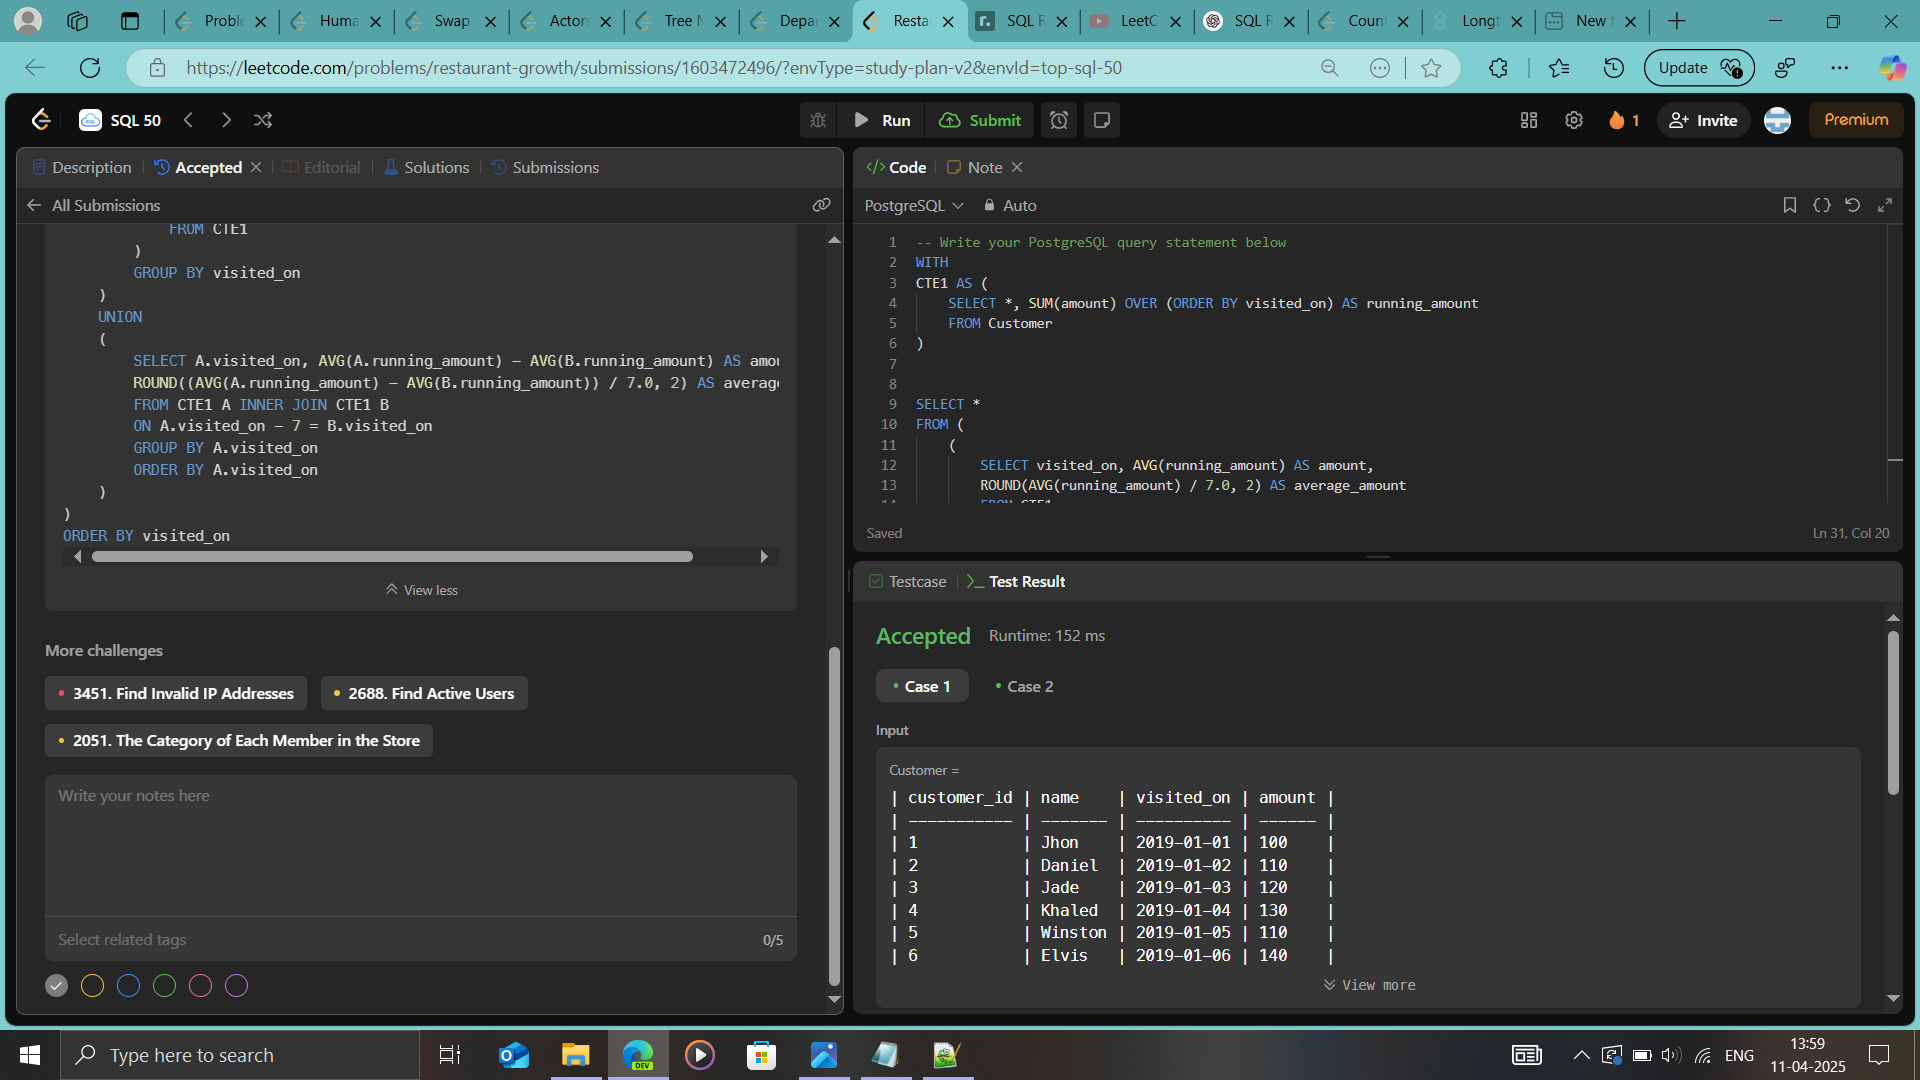 Proble
Huma
Swap
Actors
Tree N
Depar
Restau
SQL R
LeetC
SQL R
Count
Longt
New t
https://leetcode.com/problems/restaurant-growth/submissions/1603472496/?envType=study-plan-v2&envId=top-sql-50
Update
SQL 50
Run
Submit
1
Invite
Premium
Description
Accepted
Editorial
Solutions
Submissions
All Submissions
FROM CTE1
)
GROUP BY visited_on
)
UNION
(
SELECT A.visited_on, AVG(A.running_amount) - AVG(B.running_amount) AS amou
ROUND((AVG(A.running_amount) - AVG(B.running_amount)) / 7.0, 2) AS average
FROM CTE1 A INNER JOIN CTE1 B
ON A.visited_on - 7 = B.visited_on
GROUP BY A.visited_on
ORDER BY A.visited_on
)
)
ORDER BY visited_on
View less
More challenges
3451. Find Invalid IP Addresses
2688. Find Active Users
2051. The Category of Each Member in the Store
Write your notes here
Select related tags
0/5
Code
Note
PostgreSQL
Auto
1 -- Write your PostgreSQL query statement below
2 WITH
3 CTE1 AS (
4 SELECT *, SUM(amount) OVER (ORDER BY visited_on) AS running_amount
5 FROM Customer
6 )
7
8
9 SELECT *
10 FROM (
11 (
12 SELECT visited_on, AVG(running_amount) AS amount,
13 ROUND(AVG(running_amount) / 7.0, 2) AS average_amount
14 FROM CTE1
Saved
Ln 31, Col 20
Testcase
Test Result
Accepted
Runtime: 152 ms
Case 1
Case 2
Input
Customer =
| customer_id | name | visited_on | amount |
| ----------- | ------- | ---------- | ------ |
| 1 | Jhon | 2019-01-01 | 100 |
| 2 | Daniel | 2019-01-02 | 110 |
| 3 | Jade | 2019-01-03 | 120 |
| 4 | Khaled | 2019-01-04 | 130 |
| 5 | Winston | 2019-01-05 | 110 |
| 6 | Elvis | 2019-01-06 | 140 |
View more
Type here to search
DEV
ENG
13:59
11-04-2025